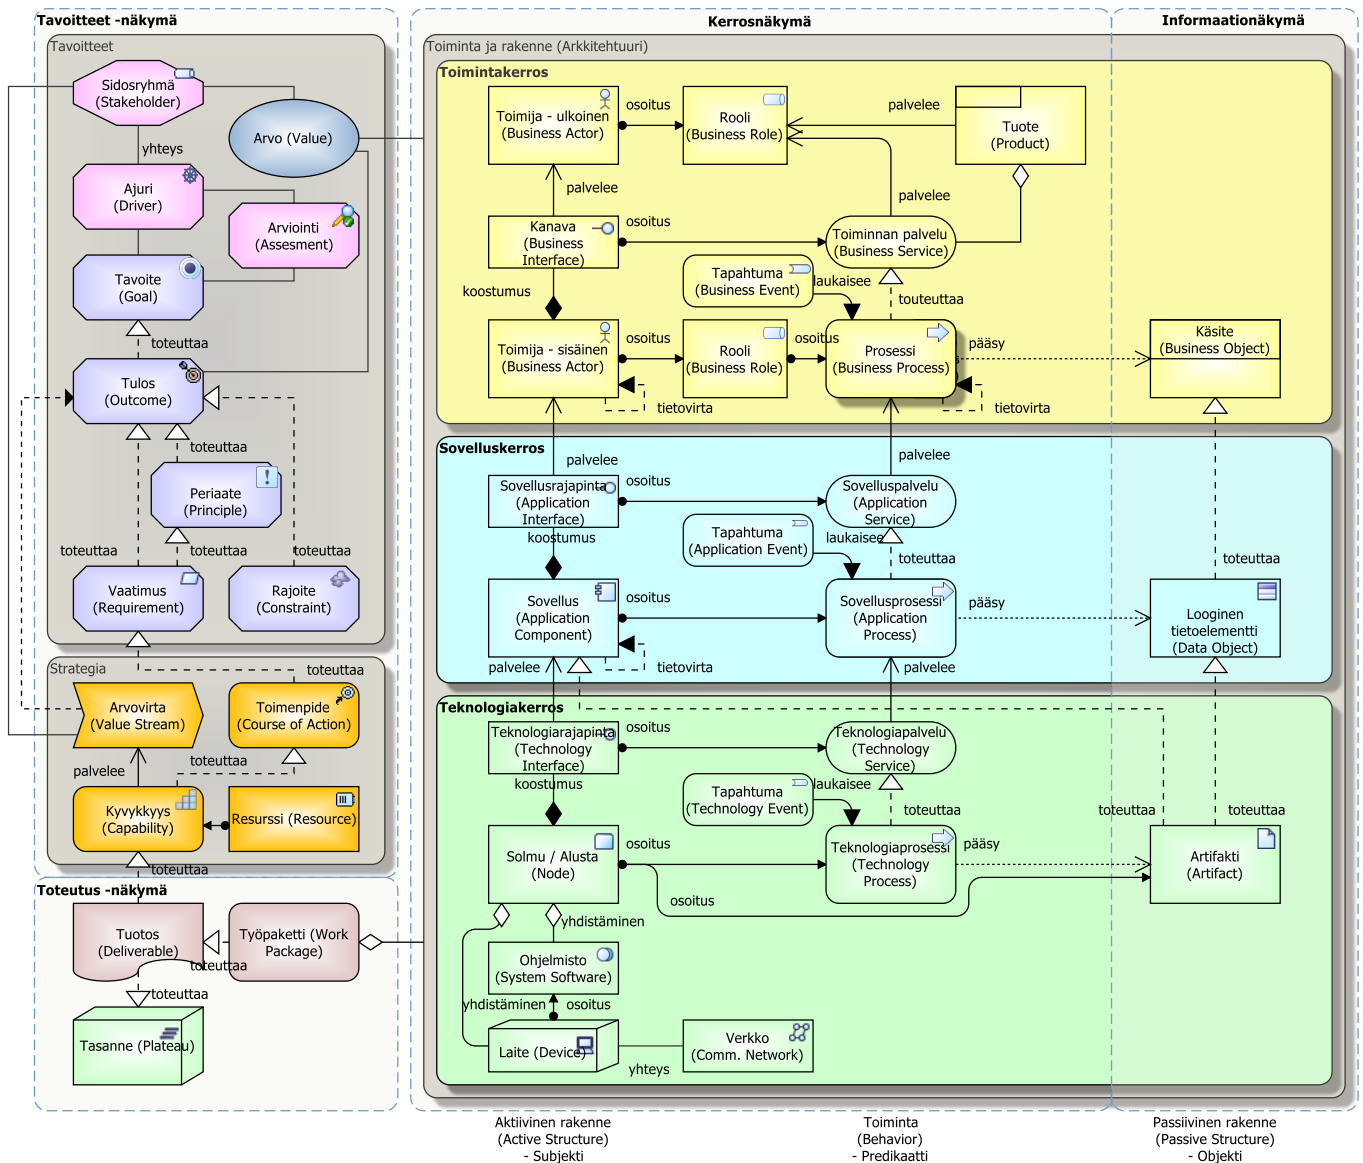 Tavoitteet -näkymä
Tavoitteet
Sidosryhmä
(Stakeholder)
Arvo (Value)
yhteys
Ajuri
(Driver)
Arviointi
(Assesment)
Tavoite
(Goal)
toteuttaa
Tulos
(Outcome)
toteuttaa
Periaate
(Principle)
toteuttaa
toteuttaa
toteuttaa
Vaatimus
(Requirement)
Rajoite
(Constraint)
Strategia
toteuttaa
Arvovirta
(Value Stream)
Toimenpide
(Course of Action)
palvelee
toteuttaa
Kyvykkyys
(Capability)
Resurssi (Resource)
toteuttaa
Toteutus -näkymä
Tuotos
(Deliverable)
Työpaketti (Work
Package)
toteuttaa
toteuttaa
Tasanne (Plateau)
Kerrosnäkymä
Informaationäkymä
Toiminta ja rakenne (Arkkitehtuuri)
Toimintakerros
Toimija - ulkoinen
(Business Actor)
osoitus
Rooli
(Business Role)
palvelee
Tuote
(Product)
palvelee
palvelee
Kanava
(Business
Interface)
osoitus
Toiminnan palvelu
(Business Service)
Tapahtuma
(Business Event)
laukaisee
koostumus
touteuttaa
Toimija - sisäinen
(Business Actor)
osoitus
Rooli
(Business Role)
osoitus
Prosessi
(Business Process)
pääsy
Käsite
(Business Object)
tietovirta
tietovirta
Sovelluskerros
palvelee
palvelee
Sovellusrajapinta
(Application
Interface)
osoitus
Sovelluspalvelu
(Application
Service)
Tapahtuma
(Application Event)
laukaisee
koostumus
toteuttaa
toteuttaa
Sovellus
(Application
Component)
osoitus
Sovellusprosessi
(Application
Process)
pääsy
Looginen
tietoelementti
(Data Object)
palvelee
tietovirta
palvelee
Teknologiakerros
Teknologiarajapinta
(Technology
Interface)
osoitus
Teknologiapalvelu
(Technology
Service)
Tapahtuma
(Technology Event)
laukaisee
koostumus
toteuttaa
toteuttaa
toteuttaa
Solmu / Alusta
(Node)
osoitus
Teknologiaprosessi
(Technology
Process)
pääsy
Artifakti
(Artifact)
osoitus
yhdistäminen
Ohjelmisto
(System Software)
yhdistäminen
osoitus
Laite (Device)
yhteys
Verkko
(Comm. Network)
Aktiivinen rakenne
(Active Structure)
- Subjekti
Toiminta
(Behavior)
- Predikaatti
Passiivinen rakenne
(Passive Structure)
- Objekti